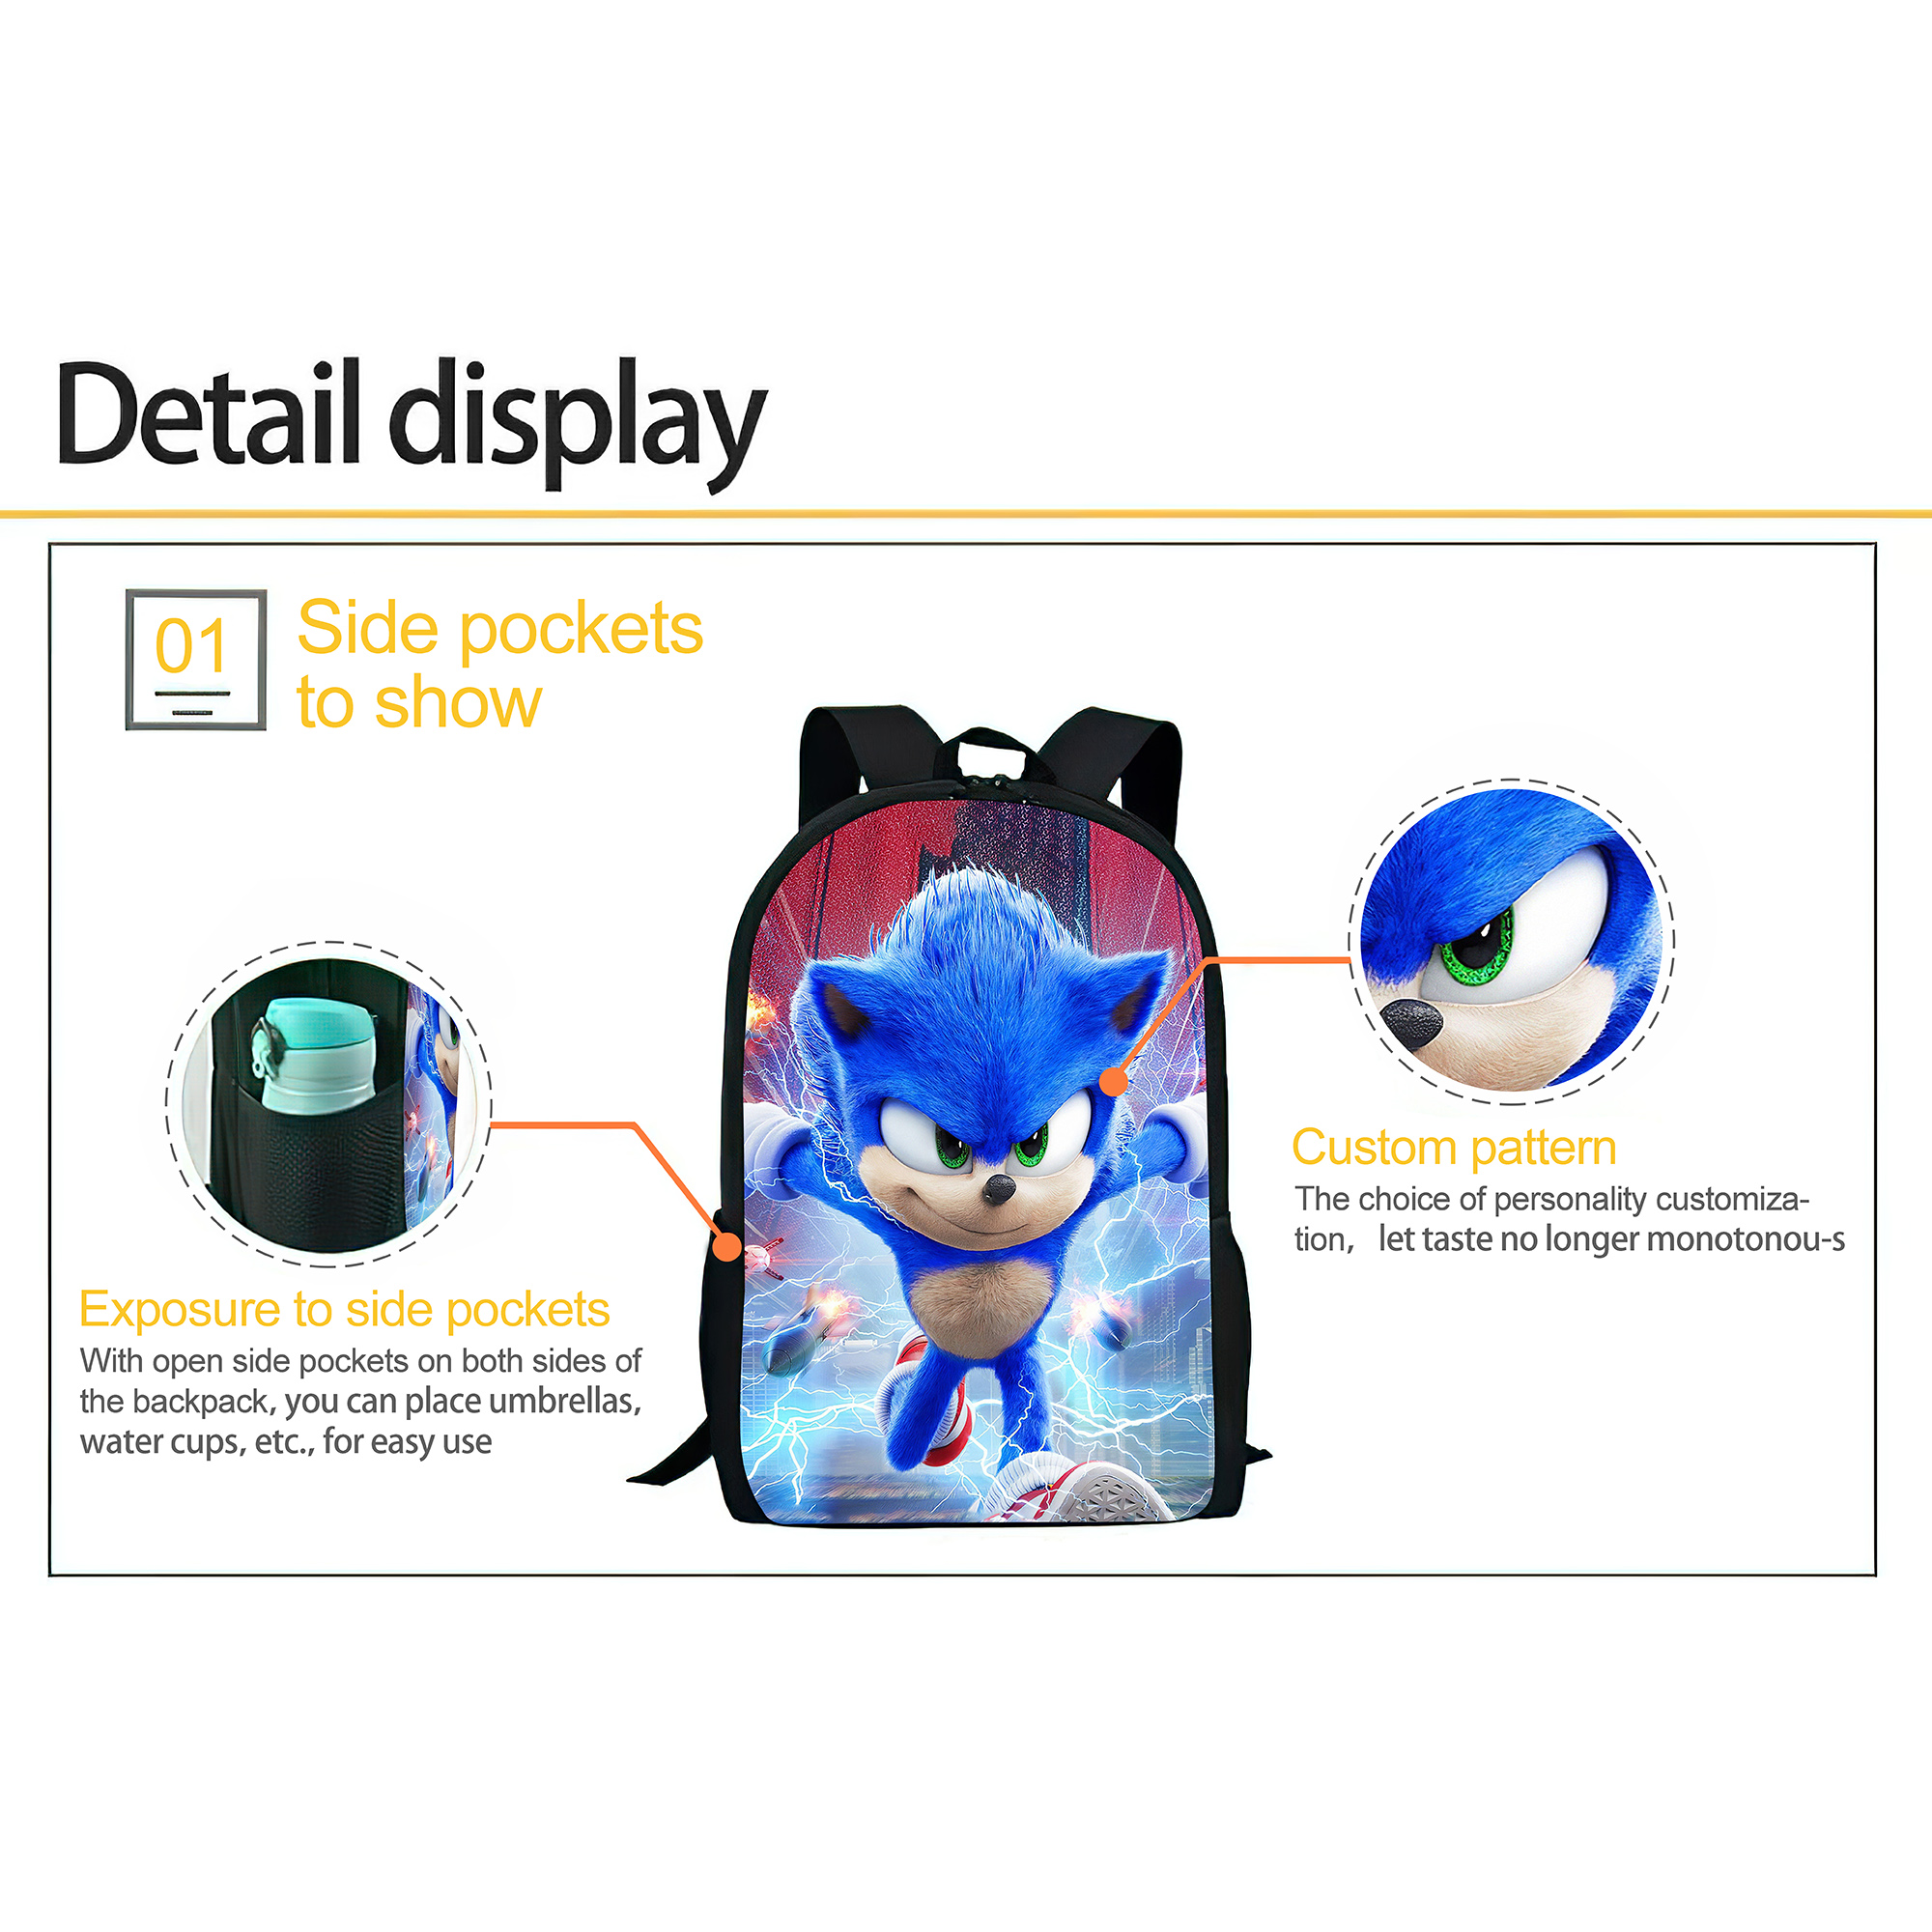 Detail display
01
Side pockets
to show
Custom pattern
The choice of personality customiza-
tion, let taste no longer monotonou-s
Exposure to side pockets
With open side pockets on both sides of
the backpack, you can place umbrellas,
water cups, etc., for easy use